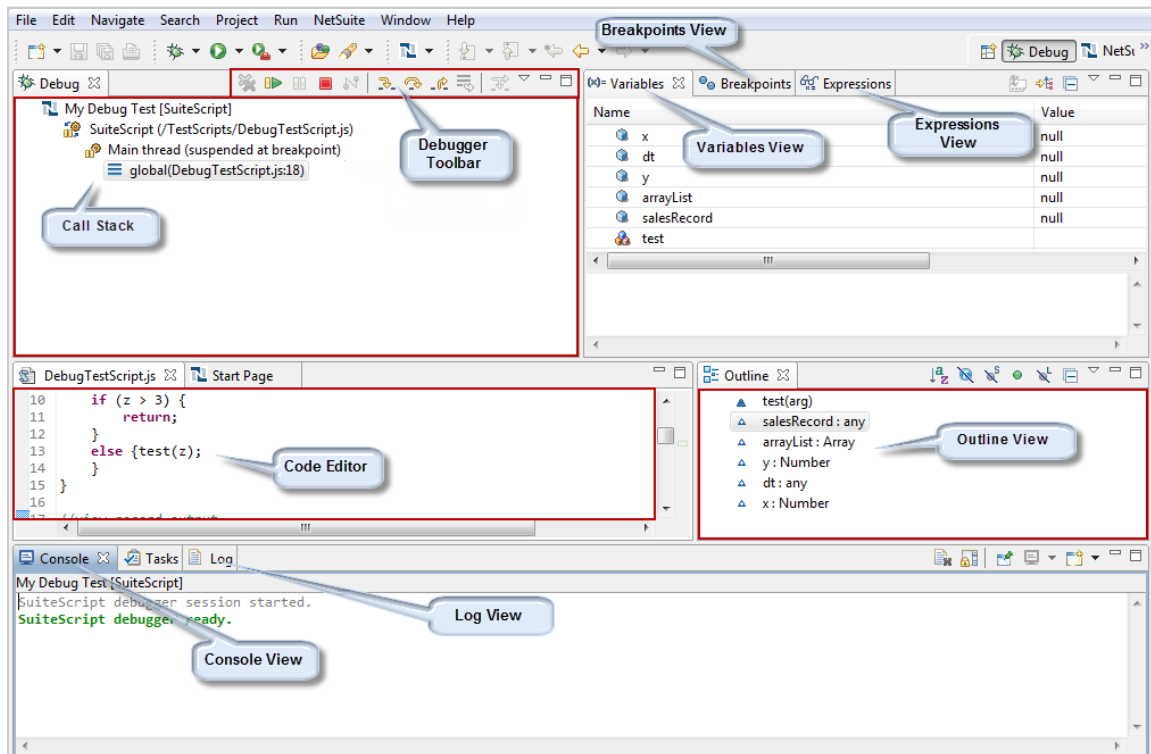 File Edit Navigate Search Project Run NetSuite Window Help
Breakpoints View
Debug
Debug
Variables
Breakpoints
Expressions
My Debug Test [SuiteScript]
SuiteScript (/TestScripts/DebugTestScript.js)
Main thread (suspended at breakpoint)
global(DebugTestScript.js:18)
Debugger
Toolbar
Call Stack
Name Value
x null
dt null
y null
arrayList null
salesRecord null
test
Variables View
Expressions
View
DebugTestScript.js
Start Page
10 if (z > 3) {
11 return;
12 }
13 else {test(z);
14 }
15 }
16
Code Editor
Outline
test(arg)
salesRecord : any
arrayList : Array
y : Number
dt : any
x : Number
Outline View
Console
Tasks
Log
My Debug Test [SuiteScript]
SuiteScript debugger session started.
SuiteScript debugger ready.
Log View
Console View